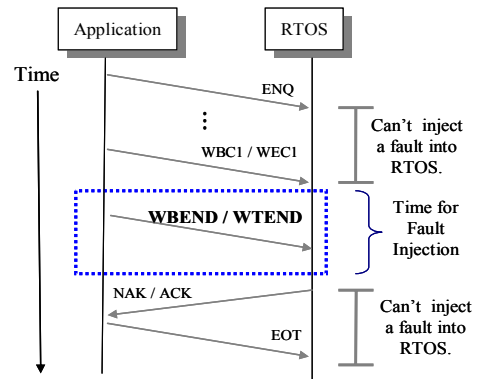 Application
RTOS
Time
ENQ
Can't inject
a fault into
RTOS.
WBC1 / WEC1
WBEND / WTEND
Time for
Fault
Injection
NAK / ACK
Can't inject
a fault into
RTOS.
EOT